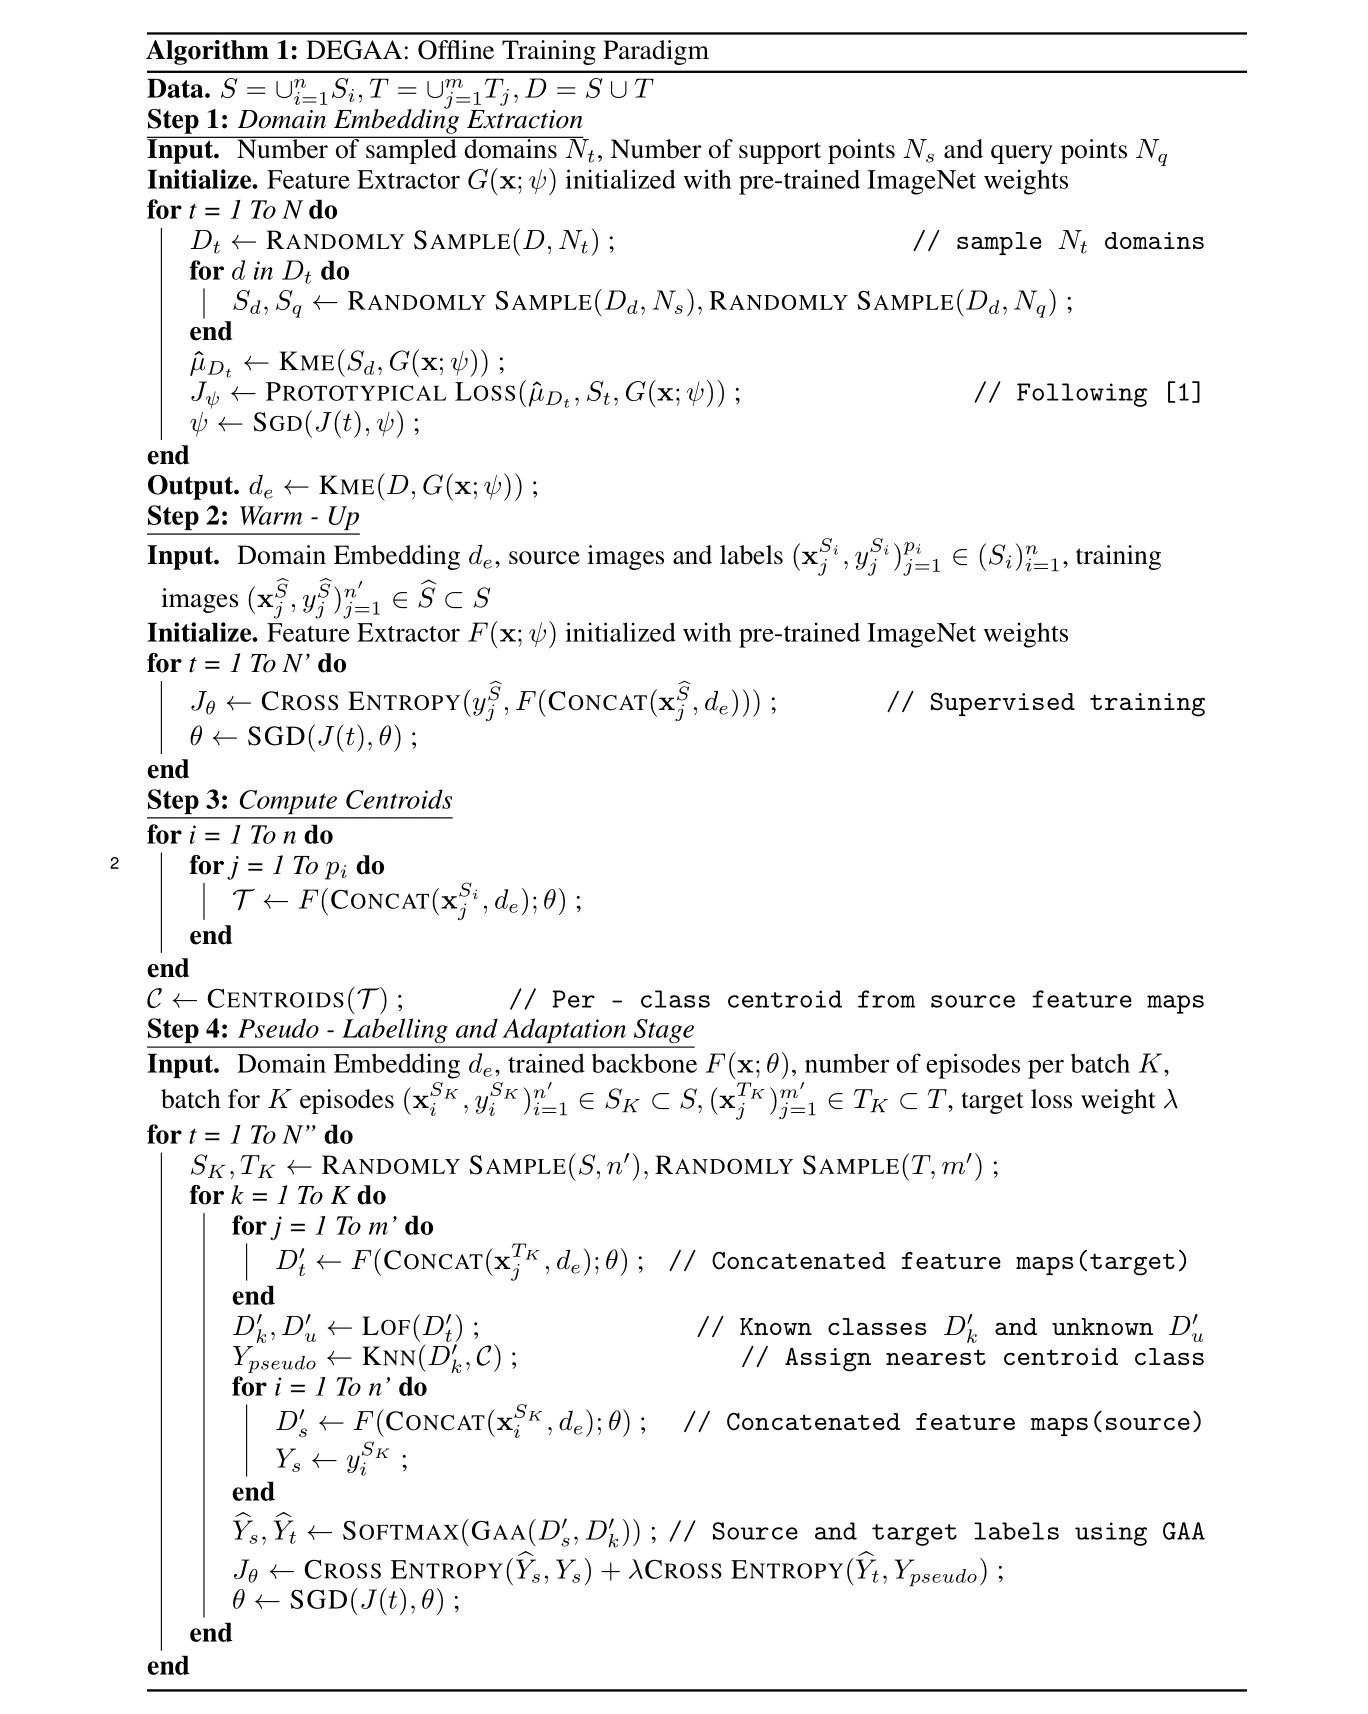 Algorithm 1: DEGAA: Offline Training Paradigm
Data. $S = \cup_{i=1}^{n} S_i, T = \cup_{j=1}^{m} T_j, D = S \cup T$
Step 1: Domain Embedding Extraction
Input. Number of sampled domains $N_t$, Number of support points $N_s$ and query points $N_q$
Initialize. Feature Extractor $G(\mathbf{x}; \psi)$ initialized with pre-trained ImageNet weights
for t = 1 To N do
$D_t \leftarrow$ RANDOMLY SAMPLE$(D, N_t)$ ; // sample $N_t$ domains
for d in $D_t$ do
$S_d, S_q \leftarrow$ RANDOMLY SAMPLE$(D_d, N_s)$, RANDOMLY SAMPLE$(D_d, N_q)$ ;
end
$\hat{\mu}_{D_t} \leftarrow$ KME$(S_d, G(\mathbf{x}; \psi))$ ;
$J_\psi \leftarrow$ PROTOTYPICAL LOSS$(\hat{\mu}_{D_t}, S_t, G(\mathbf{x}; \psi))$ ; // Following [1]
$\psi \leftarrow$ SGD$(J(t), \psi)$ ;
end
Output. $d_e \leftarrow$ KME$(D, G(\mathbf{x}; \psi))$ ;
Step 2: Warm - Up
Input. Domain Embedding $d_e$, source images and labels $(\mathbf{x}_j^{S_i}, y_j^{S_i})_{j=1}^{p_i} \in (S_i)_{i=1}^{n}$, training
images $(\mathbf{x}_j^{\widehat{S}}, y_j^{\widehat{S}})_{j=1}^{n'} \in \widehat{S} \subset S$
Initialize. Feature Extractor $F(\mathbf{x}; \psi)$ initialized with pre-trained ImageNet weights
for t = 1 To N' do
$J_\theta \leftarrow$ CROSS ENTROPY$(y_j^{\widehat{S}}, F($CONCAT$(\mathbf{x}_j^{\widehat{S}}, d_e)))$ ; // Supervised training
$\theta \leftarrow$ SGD$(J(t), \theta)$ ;
end
Step 3: Compute Centroids
for i = 1 To n do
2 for j = 1 To $p_i$ do
$\mathcal{T} \leftarrow F($CONCAT$(\mathbf{x}_j^{S_i}, d_e); \theta)$ ;
end
end
$\mathcal{C} \leftarrow$ CENTROIDS$(\mathcal{T})$ ; // Per - class centroid from source feature maps
Step 4: Pseudo - Labelling and Adaptation Stage
Input. Domain Embedding $d_e$, trained backbone $F(\mathbf{x}; \theta)$, number of episodes per batch $K$,
batch for $K$ episodes $(\mathbf{x}_i^{S_K}, y_i^{S_K})_{i=1}^{n'} \in S_K \subset S, (\mathbf{x}_j^{T_K})_{j=1}^{m'} \in T_K \subset T$, target loss weight $\lambda$
for t = 1 To N” do
$S_K, T_K \leftarrow$ RANDOMLY SAMPLE$(S, n')$, RANDOMLY SAMPLE$(T, m')$ ;
for k = 1 To K do
for j = 1 To m' do
$D'_t \leftarrow F($CONCAT$(\mathbf{x}_j^{T_K}, d_e); \theta)$ ; // Concatenated feature maps(target)
end
$D'_k, D'_u \leftarrow$ LOF$(D'_t)$ ; // Known classes $D'_k$ and unknown $D'_u$
$Y_{pseudo} \leftarrow$ KNN$(D'_k, \mathcal{C})$ ; // Assign nearest centroid class
for i = 1 To n' do
$D'_s \leftarrow F($CONCAT$(\mathbf{x}_i^{S_K}, d_e); \theta)$ ; // Concatenated feature maps(source)
$Y_s \leftarrow y_i^{S_K}$ ;
end
$\widehat{Y}_s, \widehat{Y}_t \leftarrow$ SOFTMAX(GAA$(D'_s, D'_k))$ ; // Source and target labels using GAA
$J_\theta \leftarrow$ CROSS ENTROPY$(\widehat{Y}_s, Y_s) + \lambda$CROSS ENTROPY$(\widehat{Y}_t, Y_{pseudo})$ ;
$\theta \leftarrow$ SGD$(J(t), \theta)$ ;
end
end